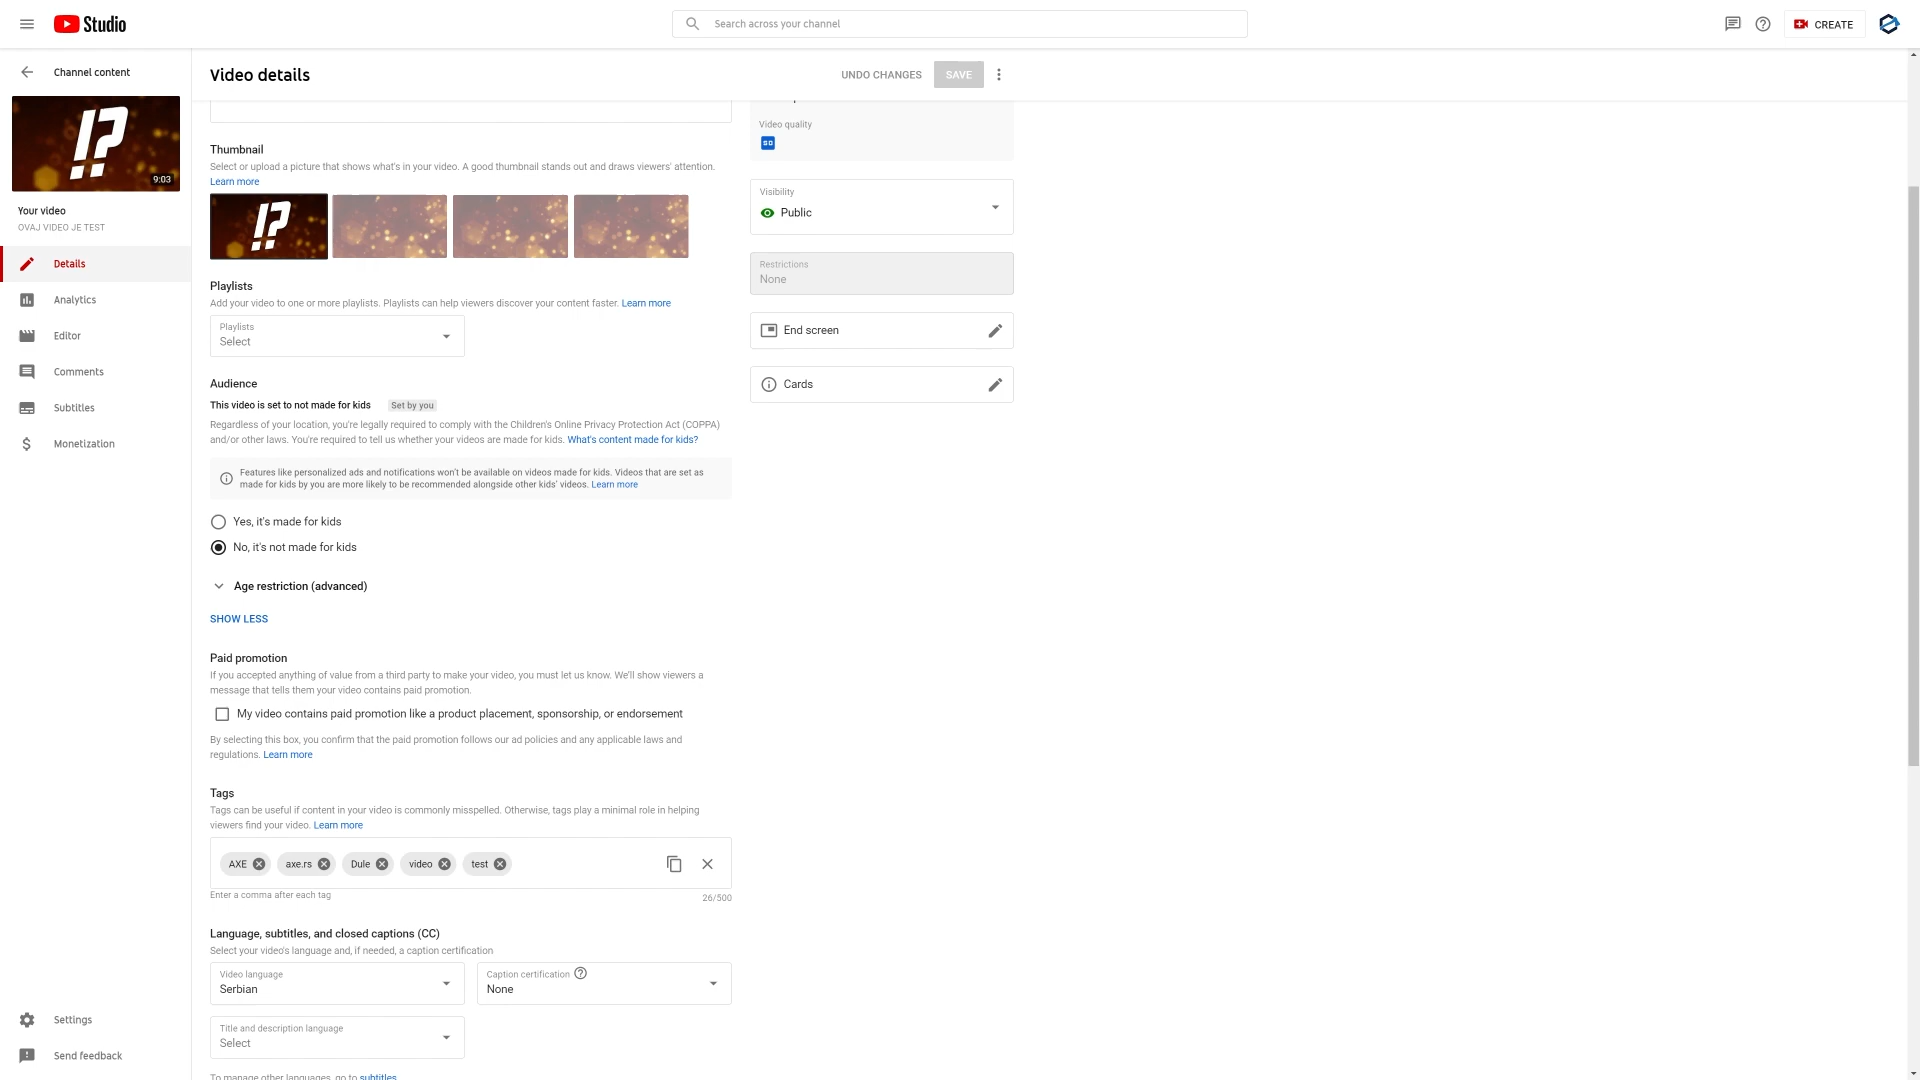 Studio
Search across your channel
CREATE
Channel content
!?
9:03
Your video
OVAJ VIDEO JE TEST
Details
Analytics
Editor
Comments
Subtitles
Monetization
Settings
Send feedback
Video details
UNDO CHANGES
SAVE
Thumbnail
Select or upload a picture that shows what's in your video. A good thumbnail stands out and draws viewers' attention.
Learn more
!?
Playlists
Add your video to one or more playlists. Playlists can help viewers discover your content faster. Learn more
Playlists
Select
Audience
This video is set to not made for kids
Set by you
Regardless of your location, you're legally required to comply with the Children's Online Privacy Protection Act (COPPA)
and/or other laws. You're required to tell us whether your videos are made for kids. What's content made for kids?
Features like personalized ads and notifications won't be available on videos made for kids. Videos that are set as
made for kids by you are more likely to be recommended alongside other kids' videos. Learn more
Yes, it's made for kids
No, it's not made for kids
Age restriction (advanced)
SHOW LESS
Paid promotion
If you accepted anything of value from a third party to make your video, you must let us know. We'll show viewers a
message that tells them your video contains paid promotion.
My video contains paid promotion like a product placement, sponsorship, or endorsement
By selecting this box, you confirm that the paid promotion follows our ad policies and any applicable laws and
regulations. Learn more
Tags
Tags can be useful if content in your video is commonly misspelled. Otherwise, tags play a minimal role in helping
viewers find your video. Learn more
AXE
axe.rs
Dule
video
test
Enter a comma after each tag
26/500
Language, subtitles, and closed captions (CC)
Select your video's language and, if needed, a caption certification
Video language
Serbian
Caption certification
None
Title and description language
Select
To manage other languages, go to subtitles
Video quality
SD
Visibility
Public
Restrictions
None
End screen
Cards